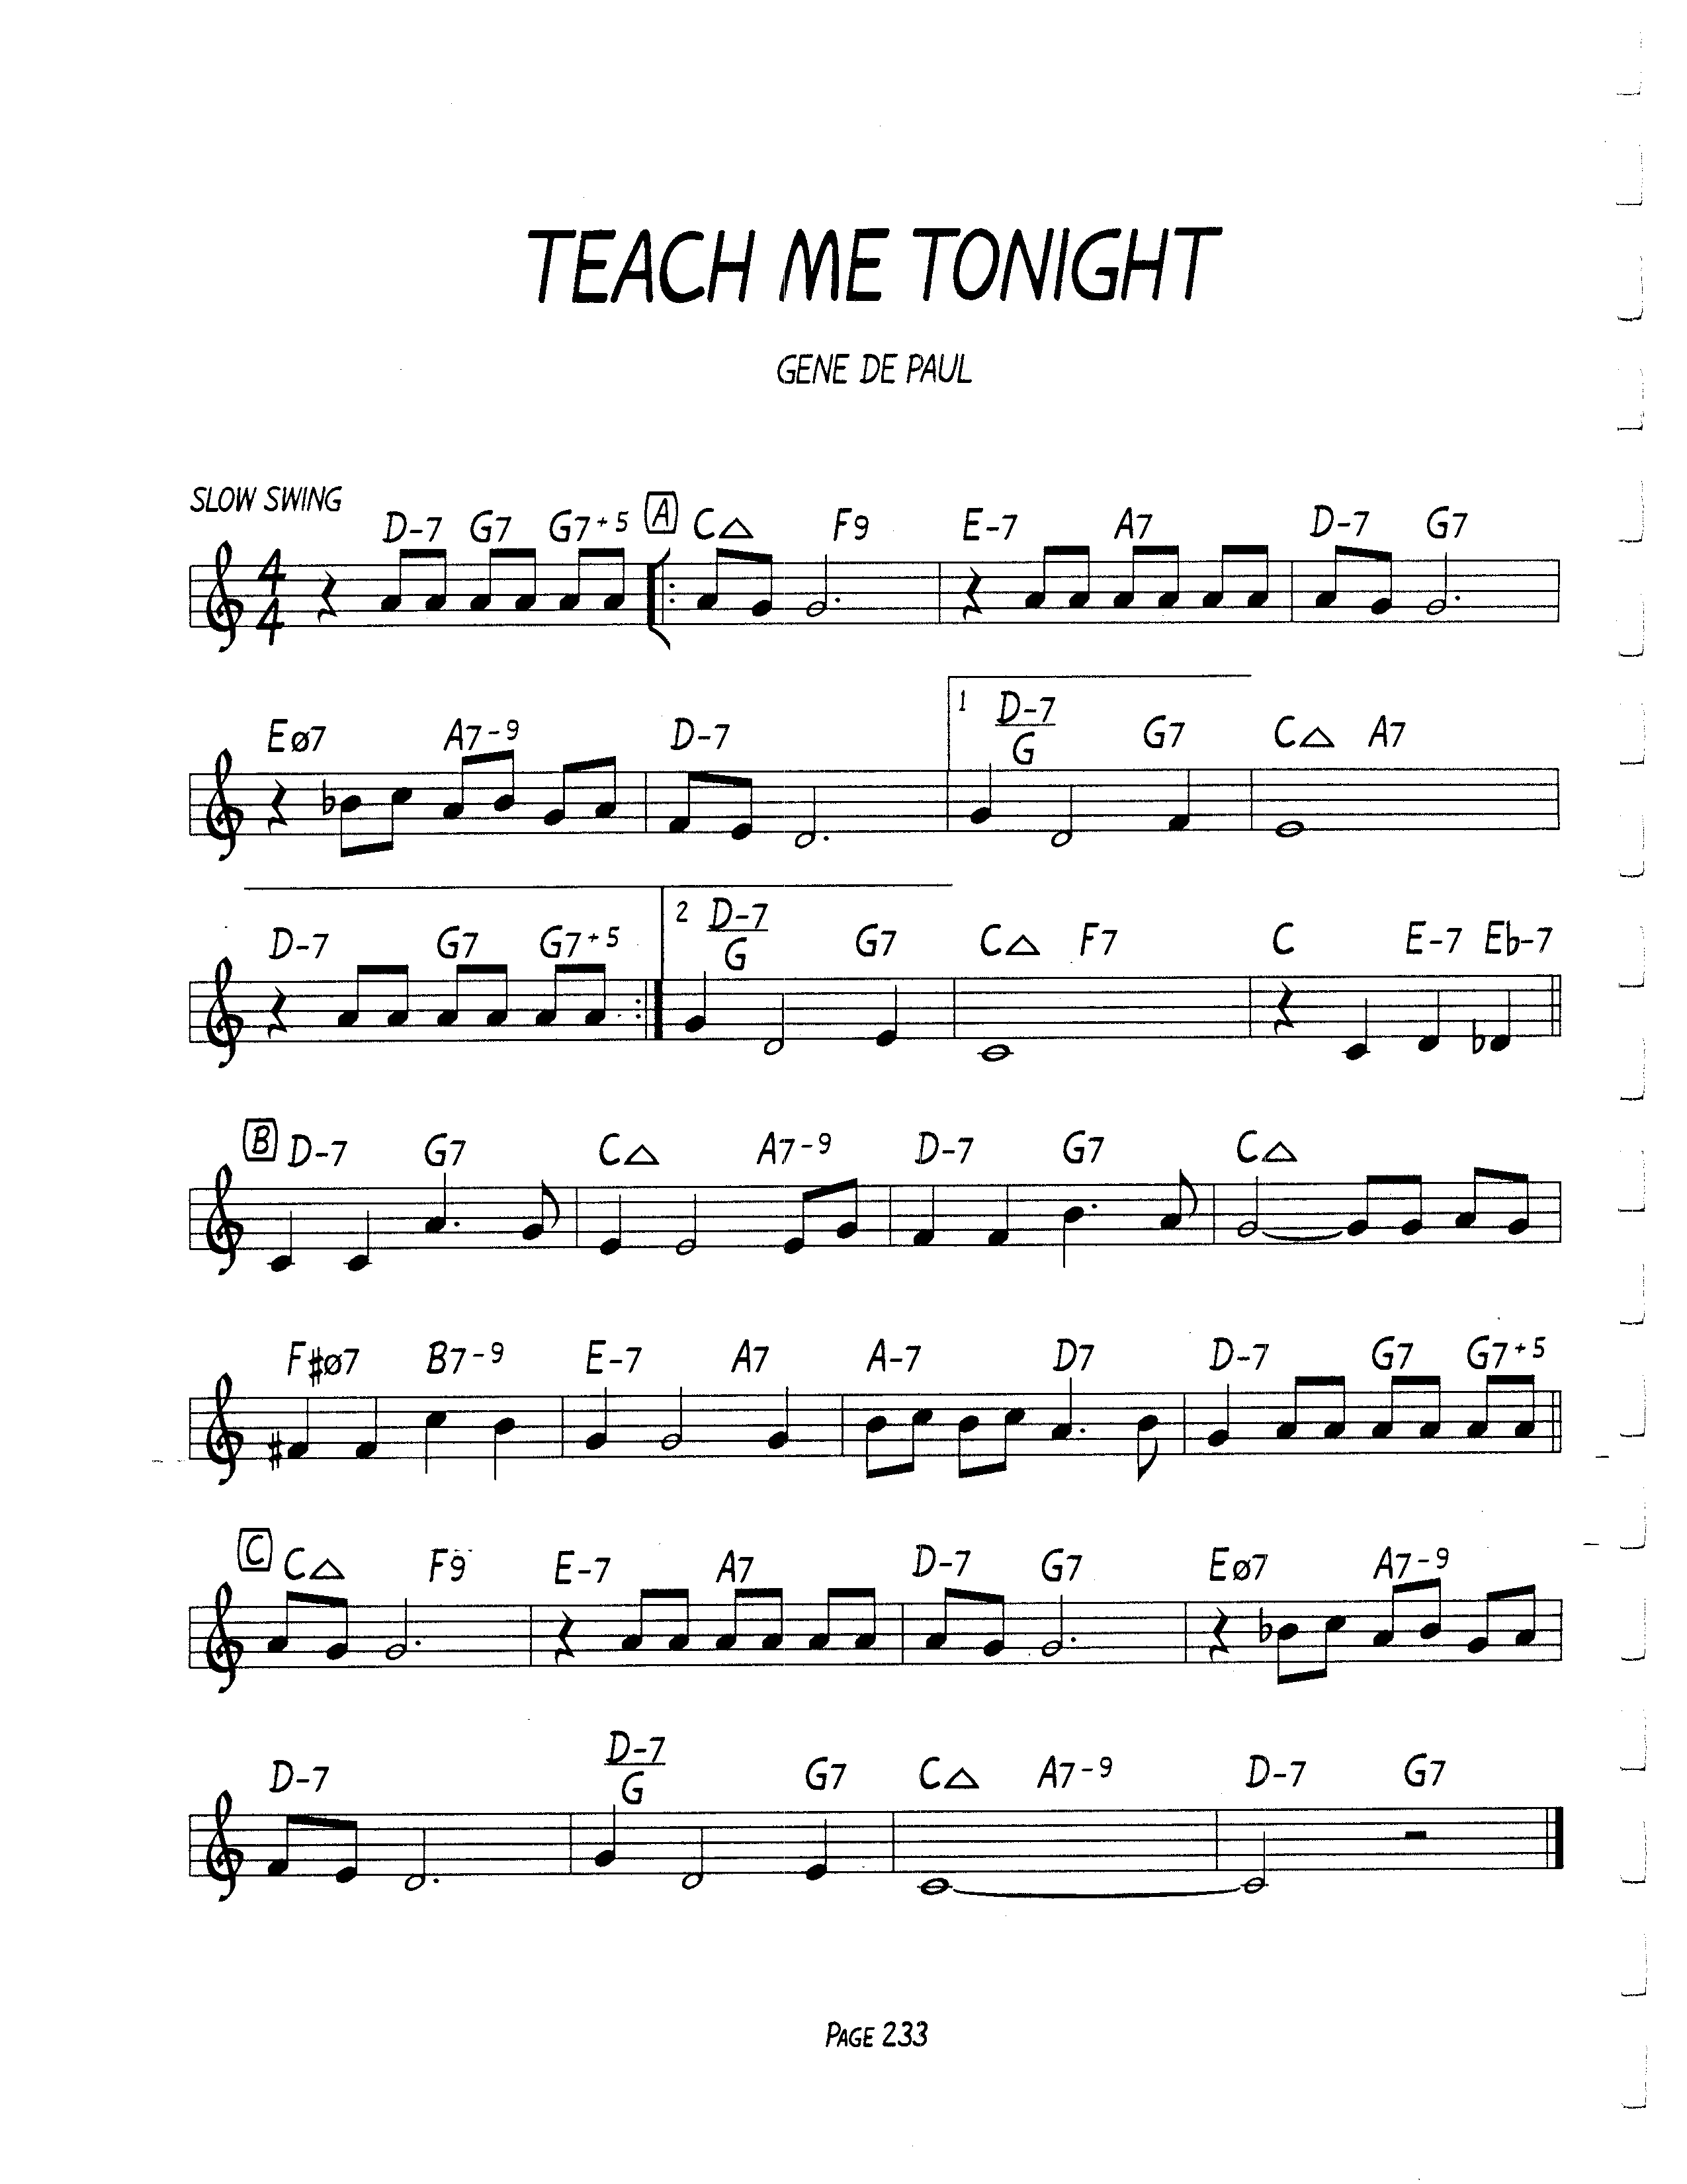 TEACH ME TONIGHT
GENE DE PAUL
SLOW SWING
D-7 G7 G7+5 A C△ F9 E-7 A7 D-7 G7
4
4
Eø7 A7-9 D-7 1 D-7/G G7 C△ A7
D-7 G7 G7+5 2 D-7/G G7 C△ F7 C E-7 Eb-7
B D-7 G7 C△ A7-9 D-7 G7 C△
F#ø7 B7-9 E-7 A7 A-7 D7 D-7 G7 G7+5
C C△ F9 E-7 A7 D-7 G7 Eø7 A7-9
D-7 D-7/G G7 C△ A7-9 D-7 G7
PAGE 233